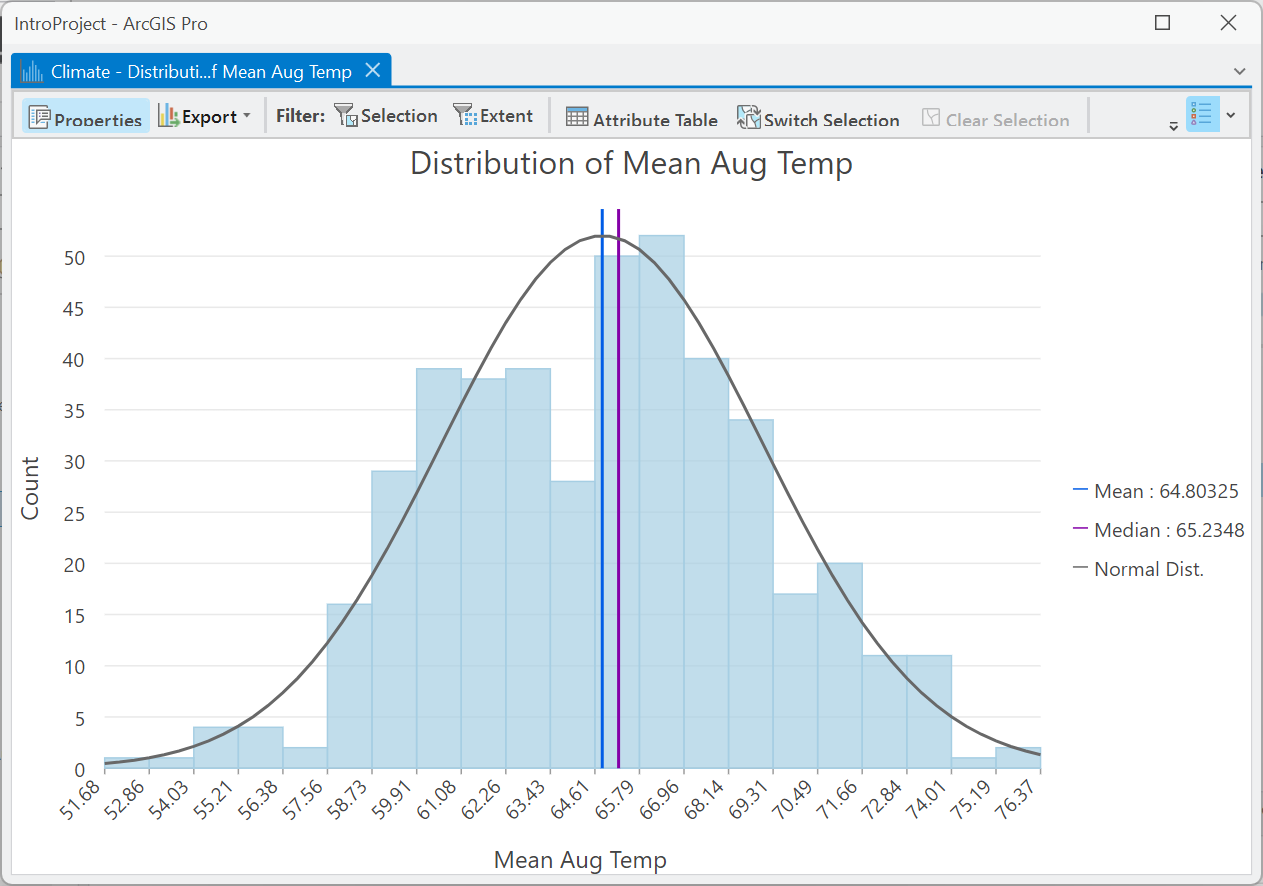 IntroProject - ArcGIS Pro
Climate - Distributi...f Mean Aug Temp
Properties Export Filter: Selection Extent Attribute Table Switch Selection Clear Selection
Distribution of Mean Aug Temp
50
45
40
35
30
25
20
15
10
5
0
Count
Mean : 64.80325
Median : 65.2348
Normal Dist.
51.68 52.86 54.03 55.21 56.38 57.56 58.73 59.91 61.08 62.26 63.43 64.61 65.79 66.96 68.14 69.31 70.49 71.66 72.84 74.01 75.19 76.37
Mean Aug Temp